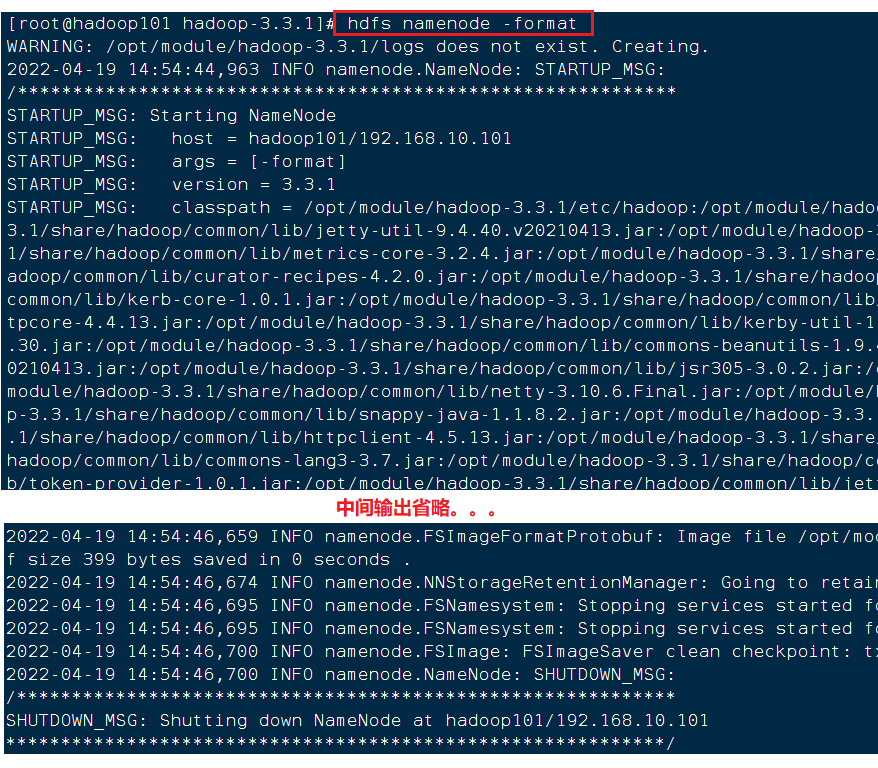 [root@hadoop101 hadoop-3.3.1]# hdfs namenode -format
WARNING: /opt/module/hadoop-3.3.1/logs does not exist. Creating.
2022-04-19 14:54:44,963 INFO namenode.NameNode: STARTUP_MSG:
/************************************************************
STARTUP_MSG: Starting NameNode
STARTUP_MSG:   host = hadoop101/192.168.10.101
STARTUP_MSG:   args = [-format]
STARTUP_MSG:   version = 3.3.1
STARTUP_MSG:   classpath = /opt/module/hadoop-3.3.1/etc/hadoop:/opt/module/hado
3.1/share/hadoop/common/lib/jetty-util-9.4.40.v20210413.jar:/opt/module/hadoop-
1/share/hadoop/common/lib/metrics-core-3.2.4.jar:/opt/module/hadoop-3.3.1/share/
adoop/common/lib/curator-recipes-4.2.0.jar:/opt/module/hadoop-3.3.1/share/hadoop
common/lib/kerb-core-1.0.1.jar:/opt/module/hadoop-3.3.1/share/hadoop/common/lib
tpcore-4.4.13.jar:/opt/module/hadoop-3.3.1/share/hadoop/common/lib/kerby-util-1
.30.jar:/opt/module/hadoop-3.3.1/share/hadoop/common/lib/commons-beanutils-1.9.
0210413.jar:/opt/module/hadoop-3.3.1/share/hadoop/common/lib/jsr305-3.0.2.jar:/
module/hadoop-3.3.1/share/hadoop/common/lib/netty-3.10.6.Final.jar:/opt/module/
p-3.3.1/share/hadoop/common/lib/snappy-java-1.1.8.2.jar:/opt/module/hadoop-3.3.
.1/share/hadoop/common/lib/httpclient-4.5.13.jar:/opt/module/hadoop-3.3.1/share
hadoop/common/lib/commons-lang3-3.7.jar:/opt/module/hadoop-3.3.1/share/hadoop/c
b/token-provider-1.0.1.jar:/opt/module/hadoop-3.3.1/share/hadoop/common/lib/jet
中间输出省略。。。
2022-04-19 14:54:46,659 INFO namenode.FSImageFormatProtobuf: Image file /opt/mo
f size 399 bytes saved in 0 seconds .
2022-04-19 14:54:46,674 INFO namenode.NNStorageRetentionManager: Going to retai
2022-04-19 14:54:46,695 INFO namenode.FSNamesystem: Stopping services started f
2022-04-19 14:54:46,695 INFO namenode.FSNamesystem: Stopping services started f
2022-04-19 14:54:46,700 INFO namenode.FSImage: FSImageSaver clean checkpoint: t
2022-04-19 14:54:46,700 INFO namenode.NameNode: SHUTDOWN_MSG:
/************************************************************
SHUTDOWN_MSG: Shutting down NameNode at hadoop101/192.168.10.101
************************************************************/